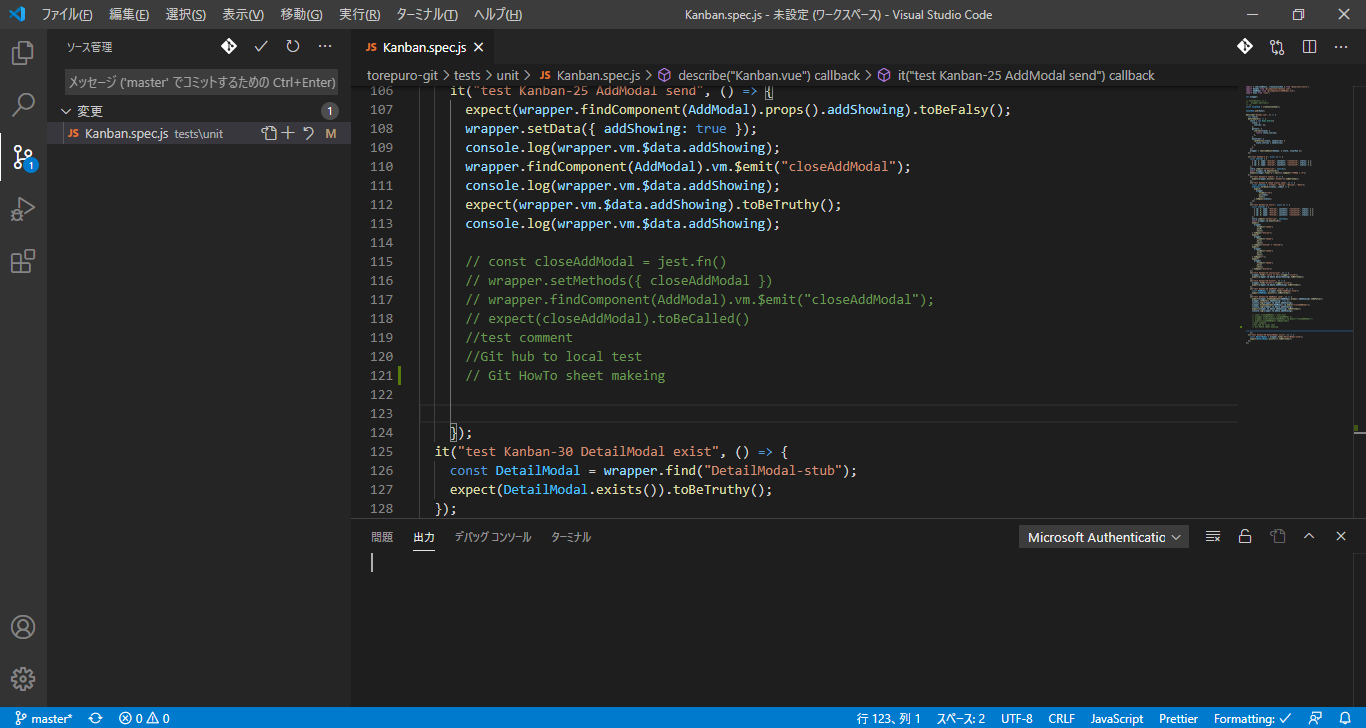 ファイル(F) 編集(E) 選択(S) 表示(V) 移動(G) 実行(R) ターミナル(T) ヘルプ(H) Kanban.spec.js - 未設定 (ワークスペース) - Visual Studio Code
ソース管理
メッセージ ('master' でコミットするための Ctrl+Enter)
変更 1
JS Kanban.spec.js tests\unit M
1
JS Kanban.spec.js
torepuro-git > tests > unit > JS Kanban.spec.js > describe("Kanban.vue") callback > it("test Kanban-25 AddModal send") callback
106 it("test Kanban-25 AddModal send", () => {
107 expect(wrapper.findComponent(AddModal).props().addShowing).toBeFalsy();
108 wrapper.setData({ addShowing: true });
109 console.log(wrapper.vm.$data.addShowing);
110 wrapper.findComponent(AddModal).vm.$emit("closeAddModal");
111 console.log(wrapper.vm.$data.addShowing);
112 expect(wrapper.vm.$data.addShowing).toBeTruthy();
113 console.log(wrapper.vm.$data.addShowing);
114
115 // const closeAddModal = jest.fn()
116 // wrapper.setMethods({ closeAddModal })
117 // wrapper.findComponent(AddModal).vm.$emit("closeAddModal");
118 // expect(closeAddModal).toBeCalled()
119 //test comment
120 //Git hub to local test
121 // Git HowTo sheet makeing
122
123
124 });
125 it("test Kanban-30 DetailModal exist", () => {
126 const DetailModal = wrapper.find("DetailModal-stub");
127 expect(DetailModal.exists()).toBeTruthy();
128 });
問題 出力 デバッグ コンソール ターミナル Microsoft Authenticatio
master* 0 0 行 123、列 1 スペース: 2 UTF-8 CRLF JavaScript Prettier Formatting: